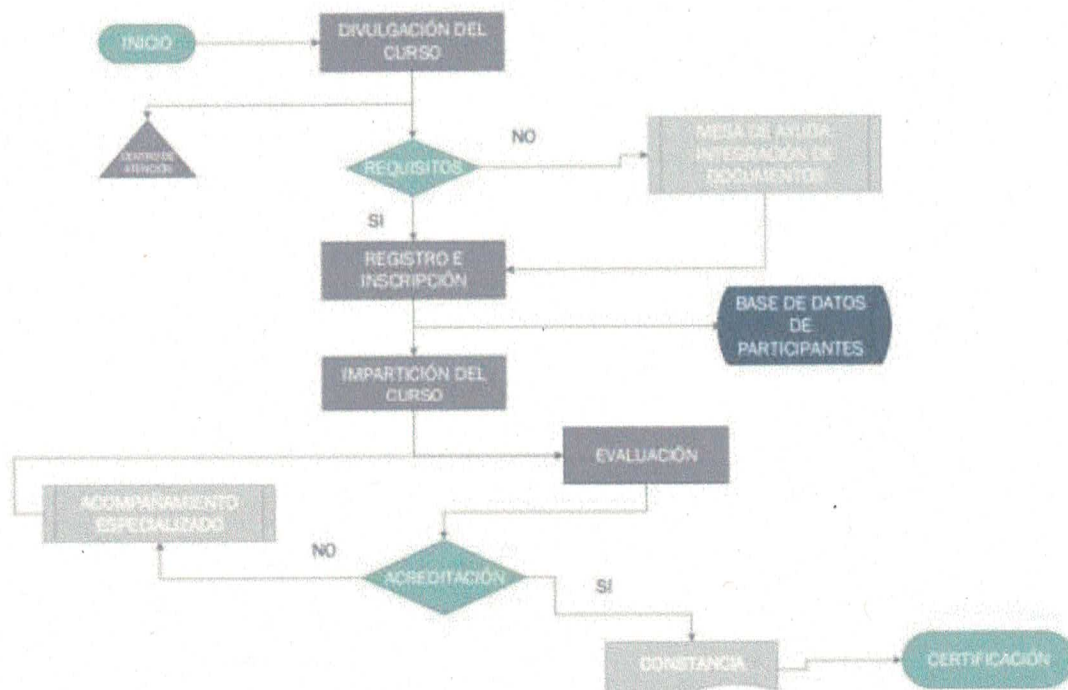 INICIO
DIVULGACIÓN DEL
CURSO
CENTRO DE
ATENCIÓN
REQUISITOS
NO
MESA DE AYUDA:
INTEGRACIÓN DE
DOCUMENTOS
SI
REGISTRO E
INSCRIPCIÓN
BASE DE DATOS
DE
PARTICIPANTES
IMPARTICIÓN DEL
CURSO
EVALUACIÓN
ACOMPAÑAMIENTO
ESPECIALIZADO
NO
ACREDITACIÓN
SI
CONSTANCIA
CERTIFICACIÓN